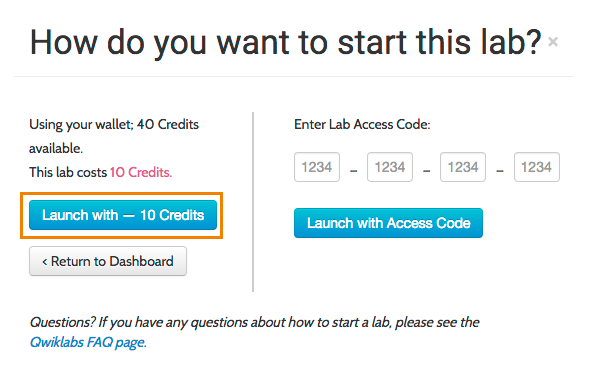 How do you want to start this lab? ×
Using your wallet; 40 Credits
available.
This lab costs 10 Credits.
Launch with — 10 Credits
< Return to Dashboard
Enter Lab Access Code:
1234 – 1234 – 1234 – 1234
Launch with Access Code
Questions? If you have any questions about how to start a lab, please see the
Qwiklabs FAQ page.